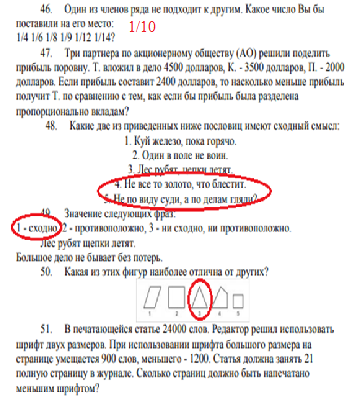 46. Один из членов ряда не подходит к другим. Какое число Вы бы
поставили на его место: 1/10
1/4 1/6 1/8 1/9 1/12 1/14?
47. Три партнера по акционерному обществу (АО) решили поделить
прибыль поровну. Т. вложил в дело 4500 долларов, К. - 3500 долларов, П. - 2000
долларов. Если прибыль составит 2400 долларов, то насколько меньше прибыль
получит Т. по сравнению с тем, как если бы прибыль была разделена
пропорционально вкладам?
48. Какие две из приведенных ниже пословиц имеют сходный смысл:
1. Куй железо, пока горячо.
2. Один в поле не воин.
3. Лес рубят, щепки летят.
4. Не все то золото, что блестит.
5. Не по виду суди, а по делам гляди?
49. Значение следующих фраз:
1 - сходно, 2 - противоположно, 3 - ни сходно, ни противоположно.
Лес рубят щепки летят.
Большое дело не бывает без потерь.
50. Какая из этих фигур наиболее отлична от других?
1 2 3 4 5
51. В печатающейся статье 24000 слов. Редактор решил использовать
шрифт двух размеров. При использовании шрифта большого размера на
странице умещается 900 слов, меньшего - 1200. Статья должна занять 21
полную страницу в журнале. Сколько страниц должно быть напечатано
меньшим шрифтом?